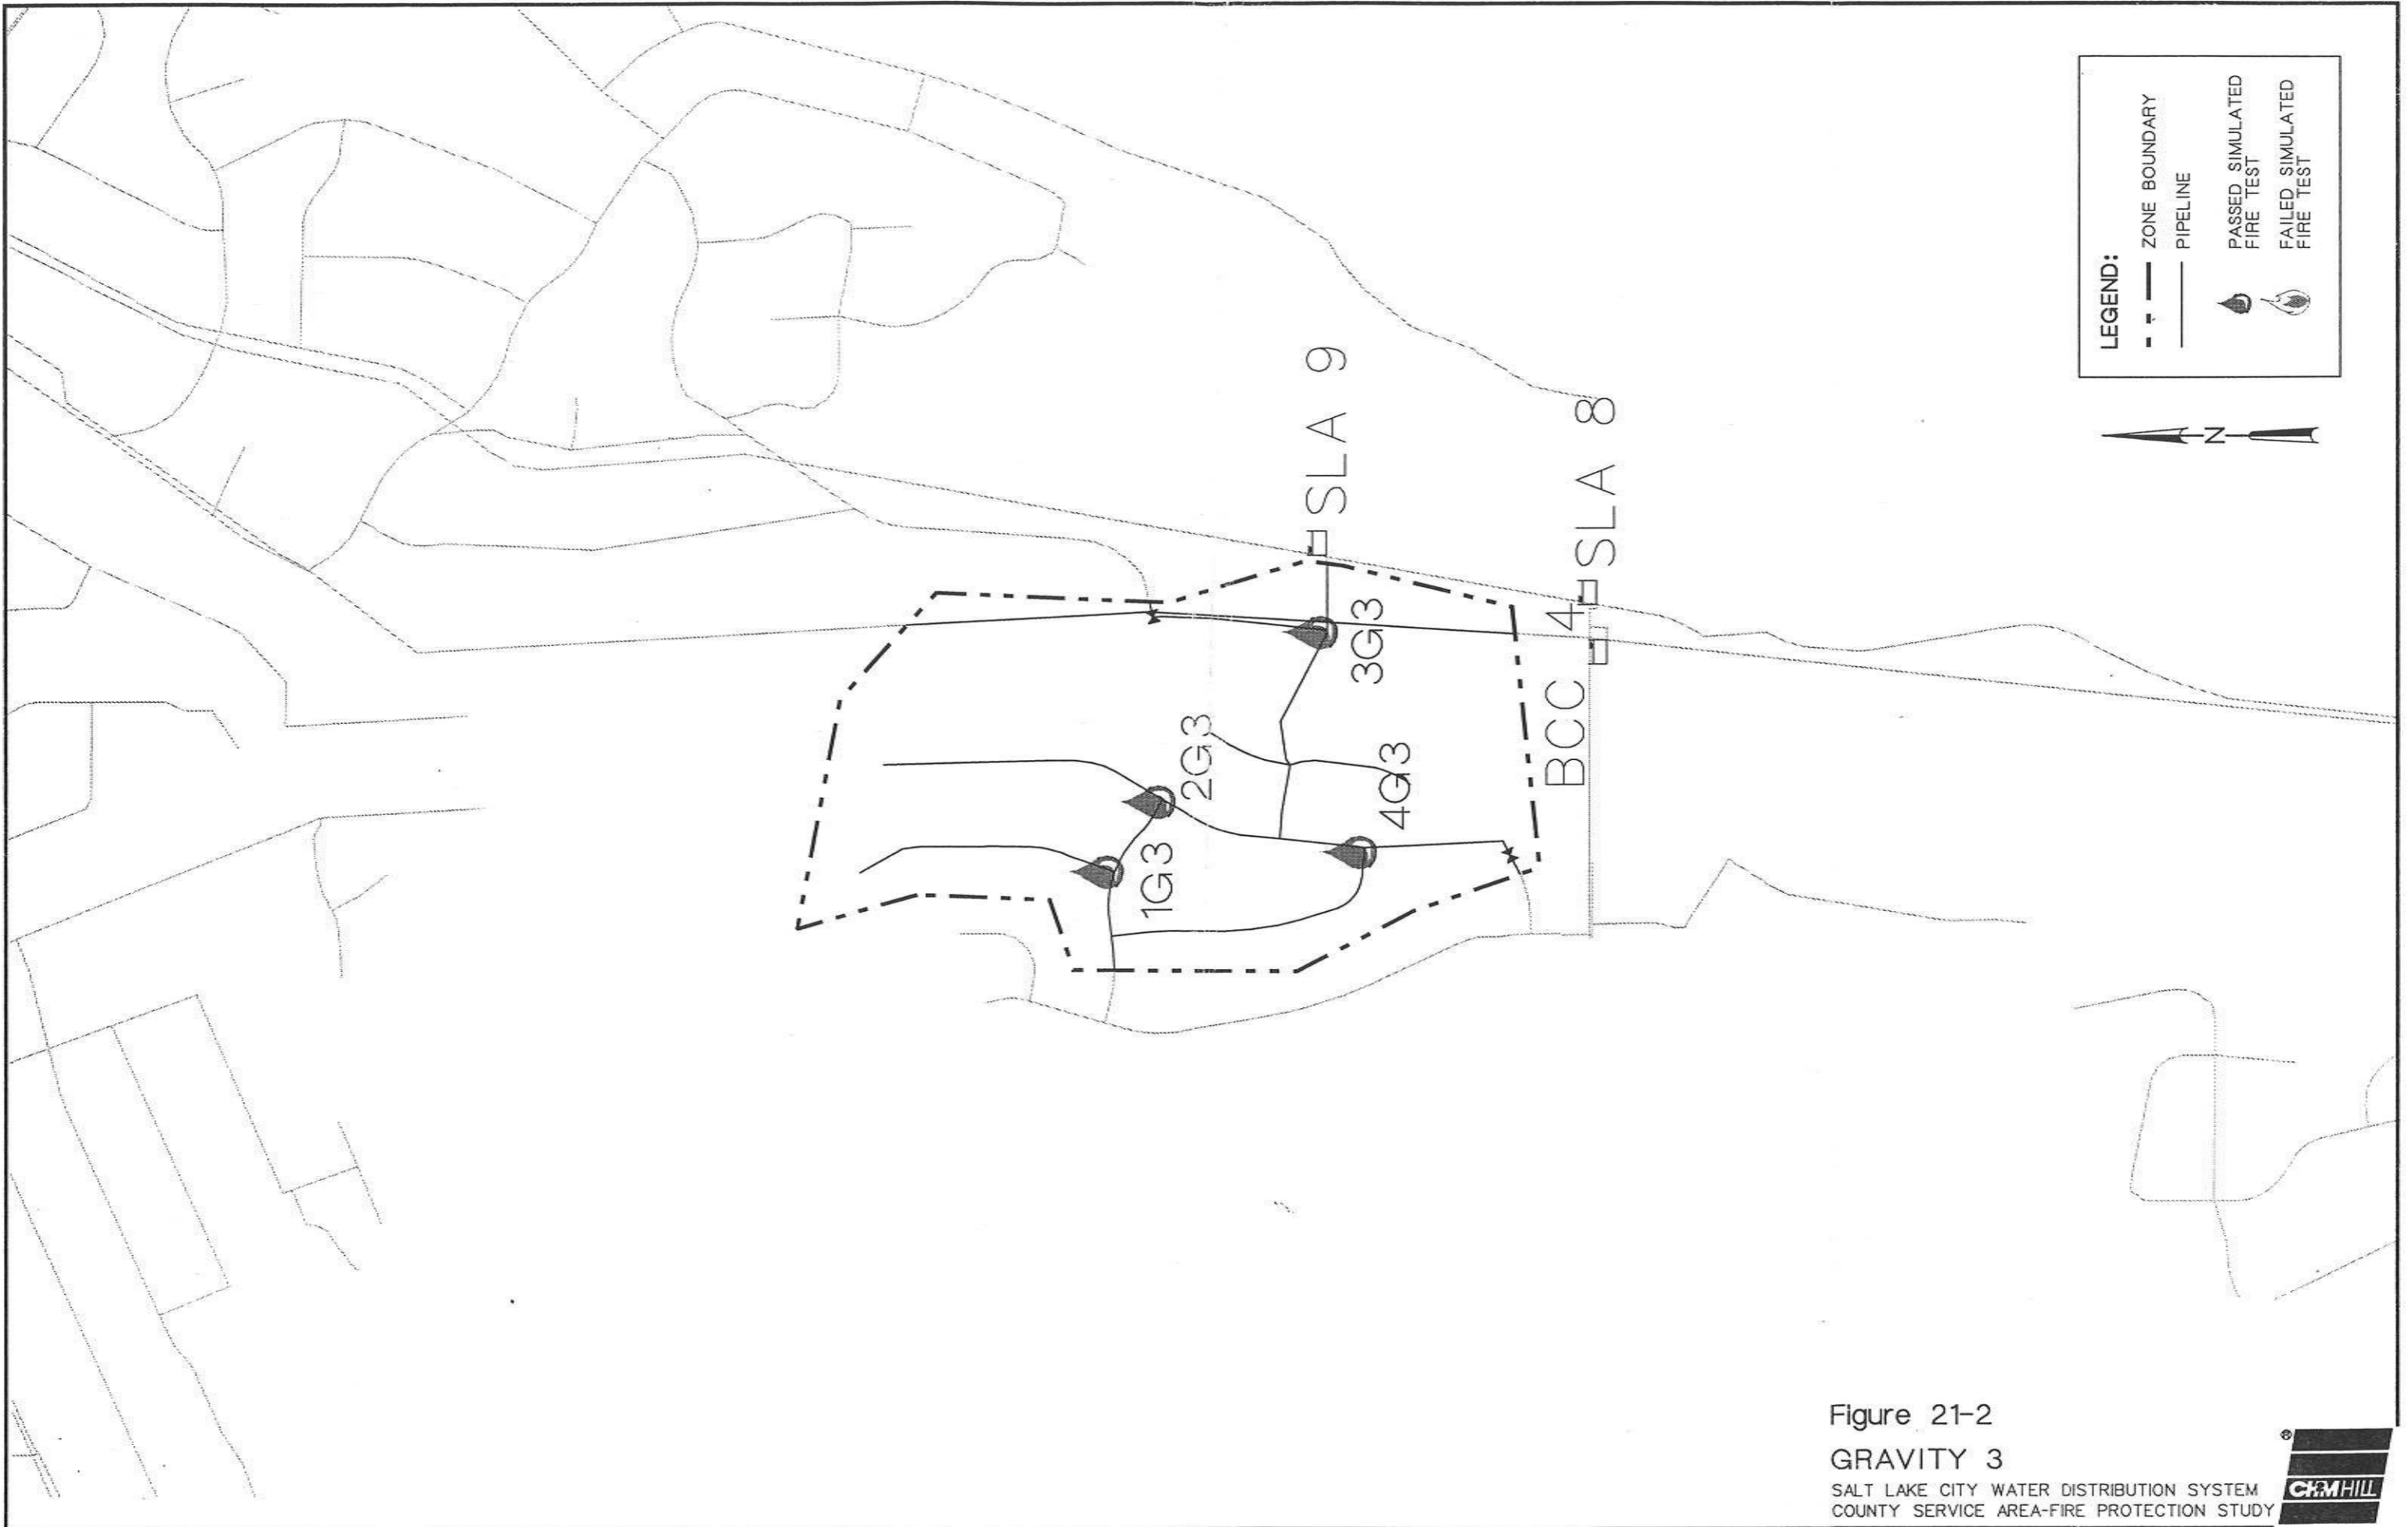 LEGEND:
ZONE BOUNDARY
PIPELINE
PASSED SIMULATED
FIRE TEST
FAILED SIMULATED
FIRE TEST
N
SLA 9
SLA 8
BCC 4
3G3
2G3
4G3
1G3
Figure 21-2
GRAVITY 3
SALT LAKE CITY WATER DISTRIBUTION SYSTEM
COUNTY SERVICE AREA-FIRE PROTECTION STUDY
®
CH2M HILL